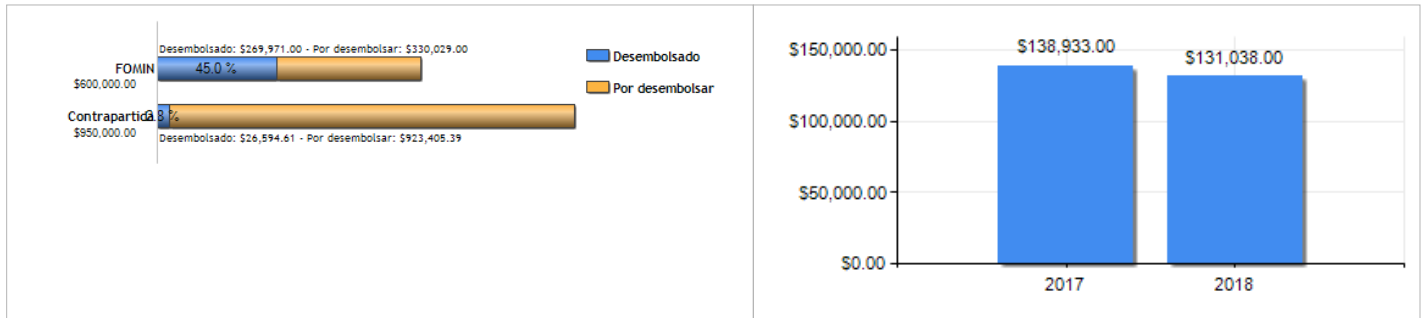 Desembolsado: $269,971.00 - Por desembolsar: $330,029.00
FOMIN
45.0 %
$600,000.00
Contrapartida
2.8 %
$950,000.00
Desembolsado: $26,594.61 - Por desembolsar: $923,405.39
Desembolsado
Por desembolsar
$150,000.00
$100,000.00
$50,000.00
$0.00
$138,933.00
$131,038.00
2017
2018